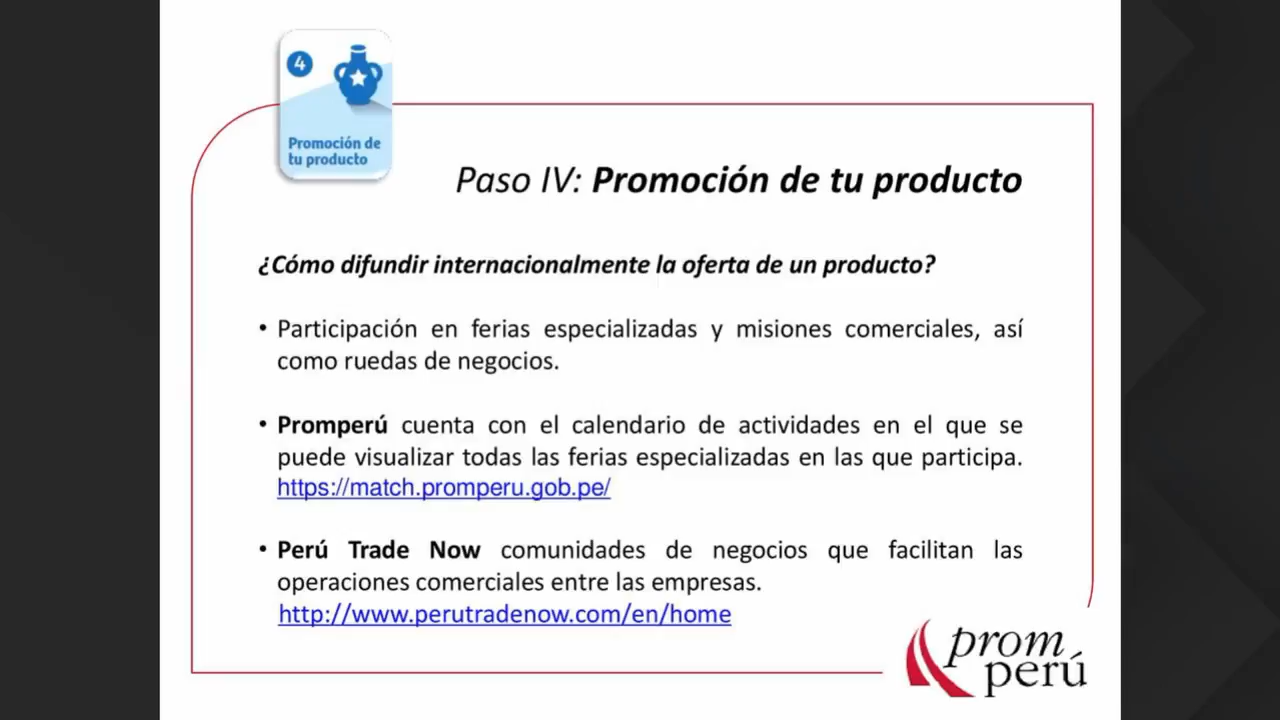 4
Promoción de
tu producto
Paso IV: Promoción de tu producto
¿Cómo difundir internacionalmente la oferta de un producto?
• Participación en ferias especializadas y misiones comerciales, así
como ruedas de negocios.
• Promperú cuenta con el calendario de actividades en el que se
puede visualizar todas las ferias especializadas en las que participa.
https://match.promperu.gob.pe/
• Perú Trade Now comunidades de negocios que facilitan las
operaciones comerciales entre las empresas.
http://www.perutradenow.com/en/home
prom
perú